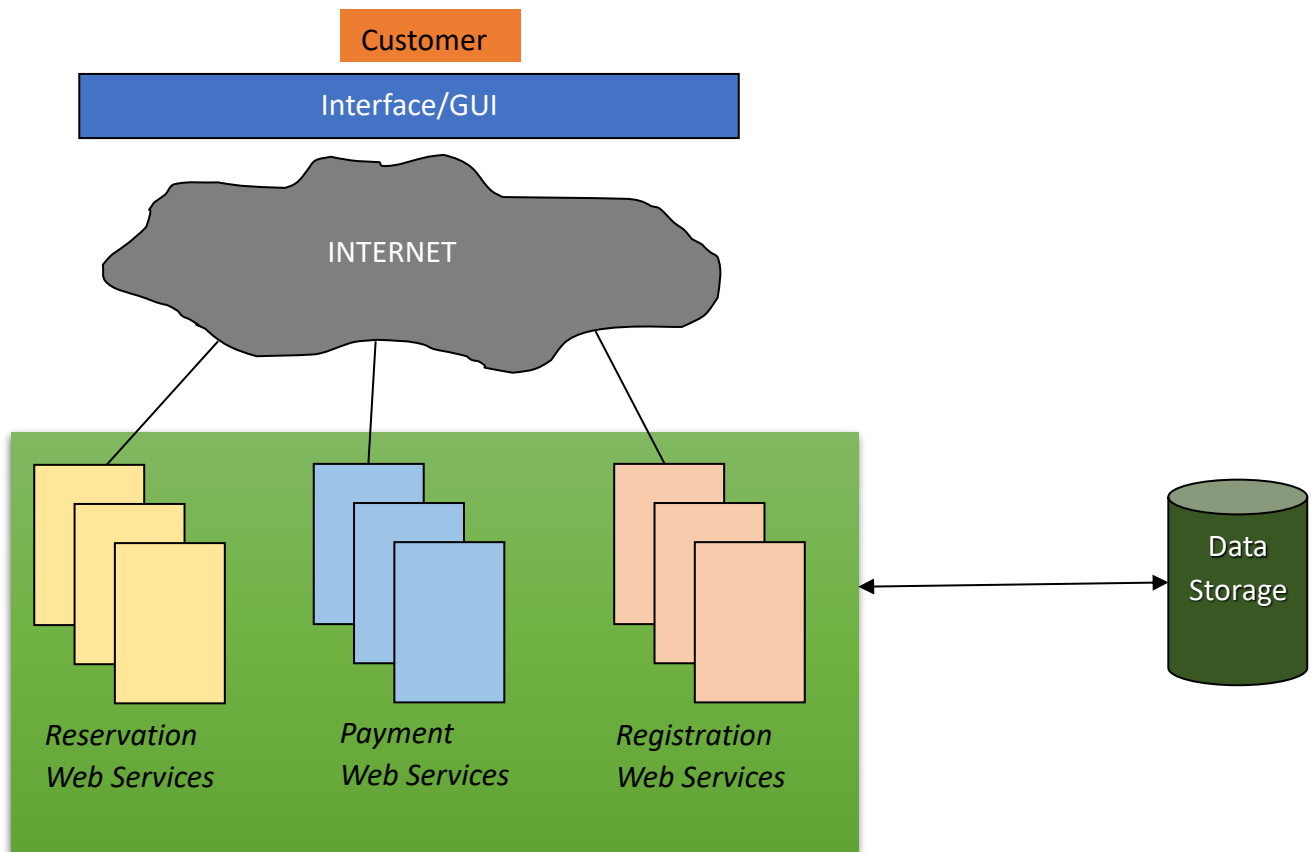 Customer
Interface/GUI
INTERNET
Data
Storage
Reservation
Web Services
Payment
Web Services
Registration
Web Services